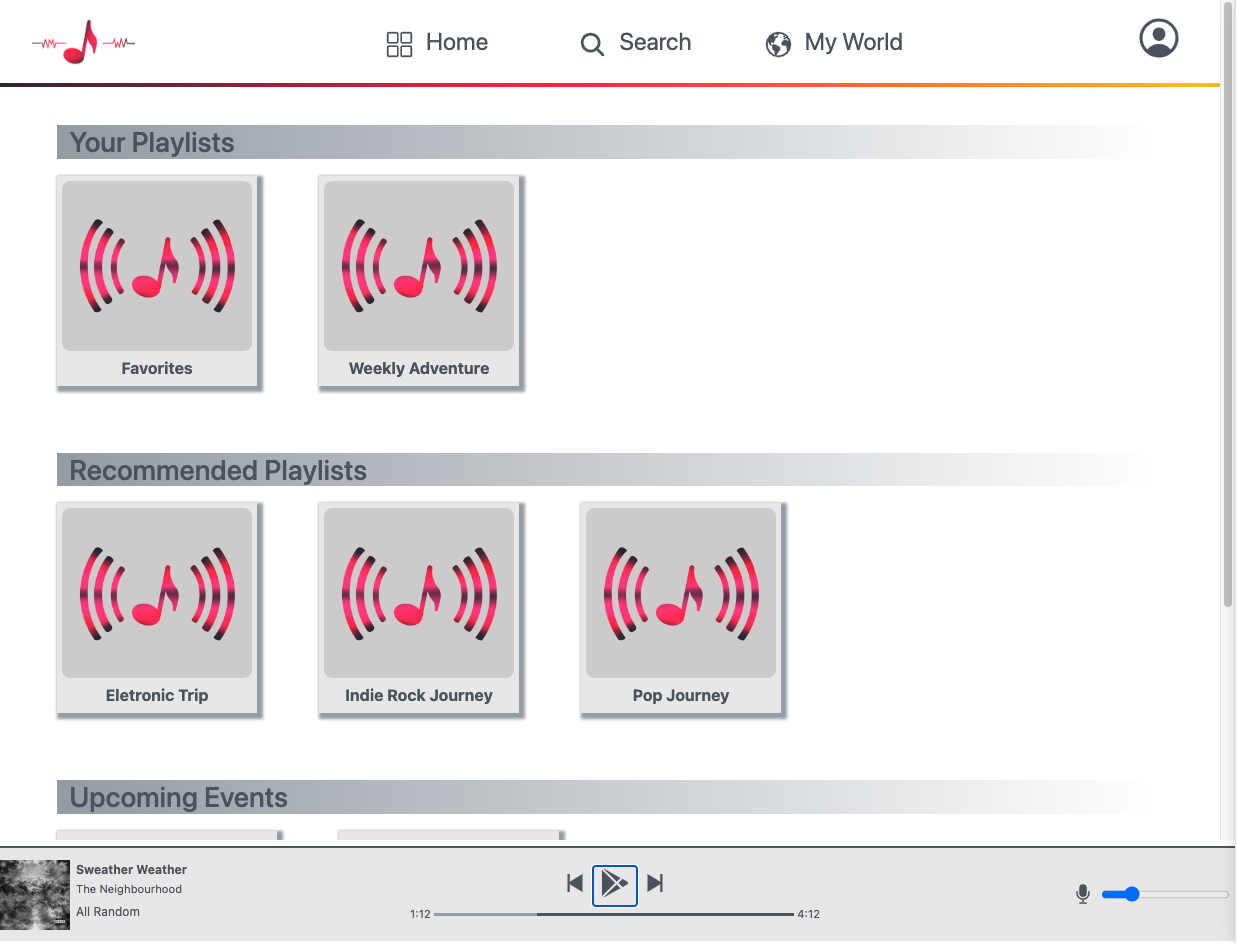 Home
Search
My World
Your Playlists
Favorites
Weekly Adventure
Recommended Playlists
Eletronic Trip
Indie Rock Journey
Pop Journey
Upcoming Events
Sweather Weather
The Neighbourhood
All Random
1:12
4:12